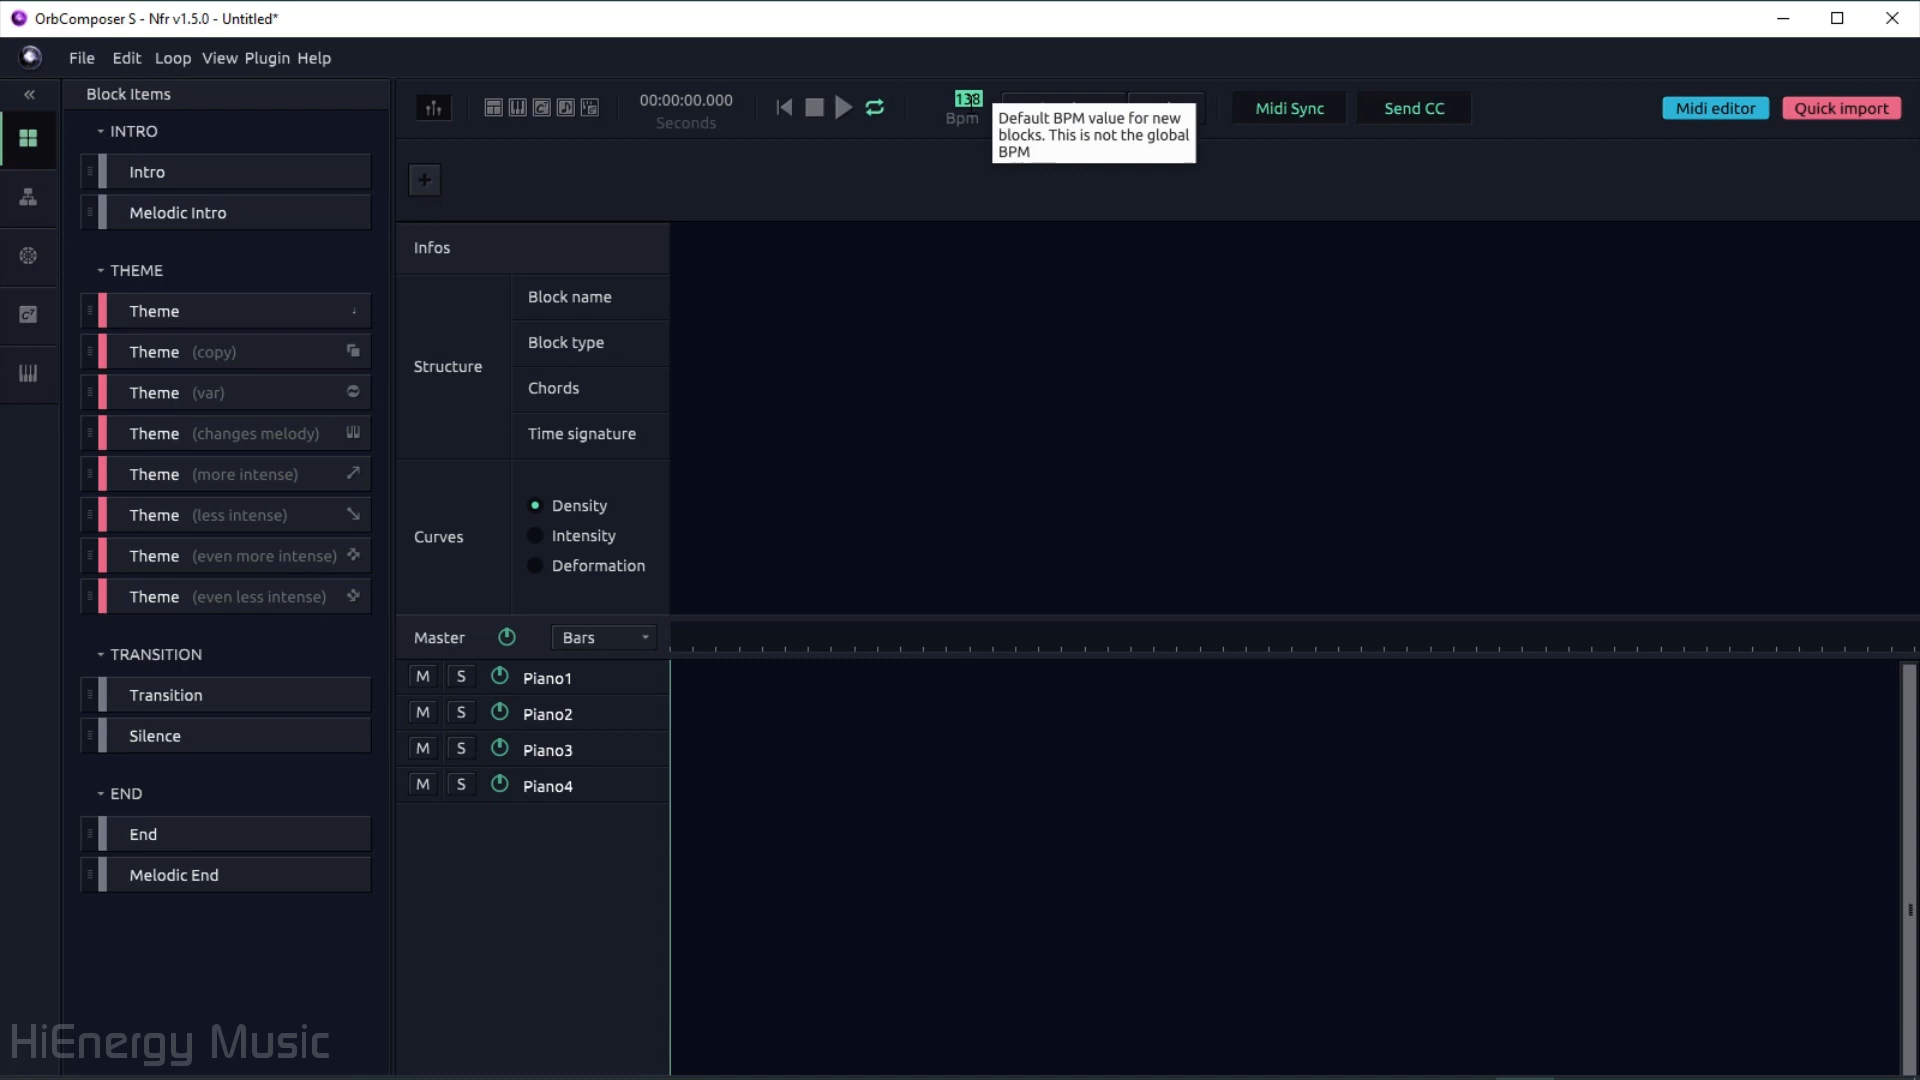 OrbComposer S - Nfr v1.5.0 - Untitled*
File Edit Loop View Plugin Help
Block Items
INTRO
Intro
Melodic Intro
THEME
Theme
Theme (copy)
Theme (var)
Theme (changes melody)
Theme (more intense)
Theme (less intense)
Theme (even more intense)
Theme (even less intense)
TRANSITION
Transition
Silence
END
End
Melodic End
00:00:00.000
Seconds
138
Bpm
Default BPM value for new
blocks. This is not the global
BPM
Midi Sync
Send CC
Midi editor
Quick import
Infos
Structure
Block name
Block type
Chords
Time signature
Curves
Density
Intensity
Deformation
Master
Bars
M S Piano1
M S Piano2
M S Piano3
M S Piano4
HiEnergy Music